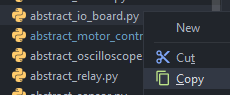 abstract_io_board.py
abstract_motor_contr
abstract_oscilloscope
abstract_relay.py
New
Cut
Copy